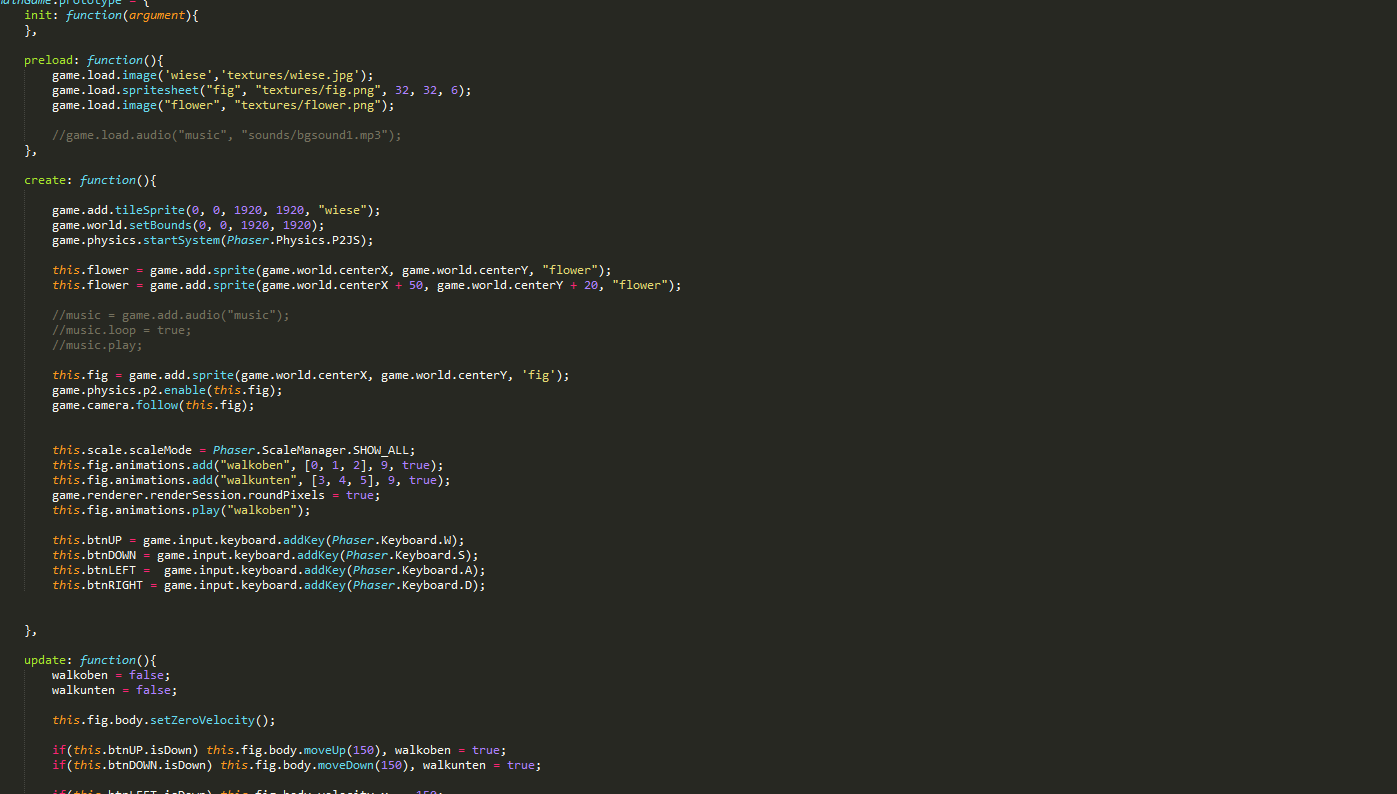 mainGame.prototype = {
init: function(argument){
},
preload: function(){
game.load.image('wiese','textures/wiese.jpg');
game.load.spritesheet("fig", "textures/fig.png", 32, 32, 6);
game.load.image("flower", "textures/flower.png");
//game.load.audio("music", "sounds/bgsound1.mp3");
},
create: function(){
game.add.tileSprite(0, 0, 1920, 1920, "wiese");
game.world.setBounds(0, 0, 1920, 1920);
game.physics.startSystem(Phaser.Physics.P2JS);
this.flower = game.add.sprite(game.world.centerX, game.world.centerY, "flower");
this.flower = game.add.sprite(game.world.centerX + 50, game.world.centerY + 20, "flower");
//music = game.add.audio("music");
//music.loop = true;
//music.play;
this.fig = game.add.sprite(game.world.centerX, game.world.centerY, 'fig');
game.physics.p2.enable(this.fig);
game.camera.follow(this.fig);
this.scale.scaleMode = Phaser.ScaleManager.SHOW_ALL;
this.fig.animations.add("walkoben", [0, 1, 2], 9, true);
this.fig.animations.add("walkunten", [3, 4, 5], 9, true);
game.renderer.renderSession.roundPixels = true;
this.fig.animations.play("walkoben");
this.btnUP = game.input.keyboard.addKey(Phaser.Keyboard.W);
this.btnDOWN = game.input.keyboard.addKey(Phaser.Keyboard.S);
this.btnLEFT =  game.input.keyboard.addKey(Phaser.Keyboard.A);
this.btnRIGHT = game.input.keyboard.addKey(Phaser.Keyboard.D);
},
update: function(){
walkoben = false;
walkunten = false;
this.fig.body.setZeroVelocity();
if(this.btnUP.isDown) this.fig.body.moveUp(150), walkoben = true;
if(this.btnDOWN.isDown) this.fig.body.moveDown(150), walkunten = true;
if(this.btnLEFT.isDown) this.fig.body.velocity.x